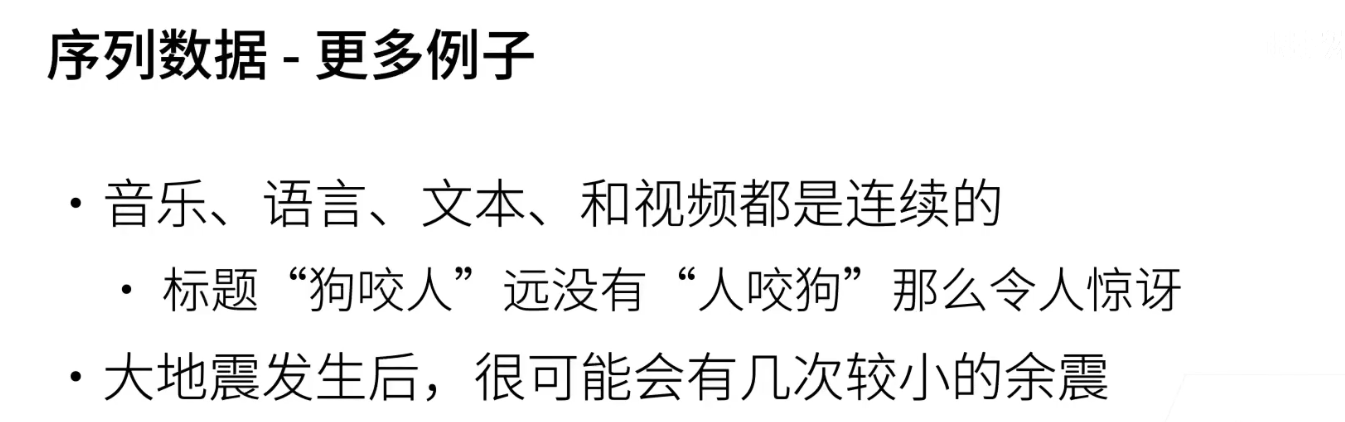 序列数据 - 更多例子
• 音乐、语言、文本、和视频都是连续的
• 标题“狗咬人”远没有“人咬狗”那么令人惊讶
• 大地震发生后，很可能会有几次较小的余震